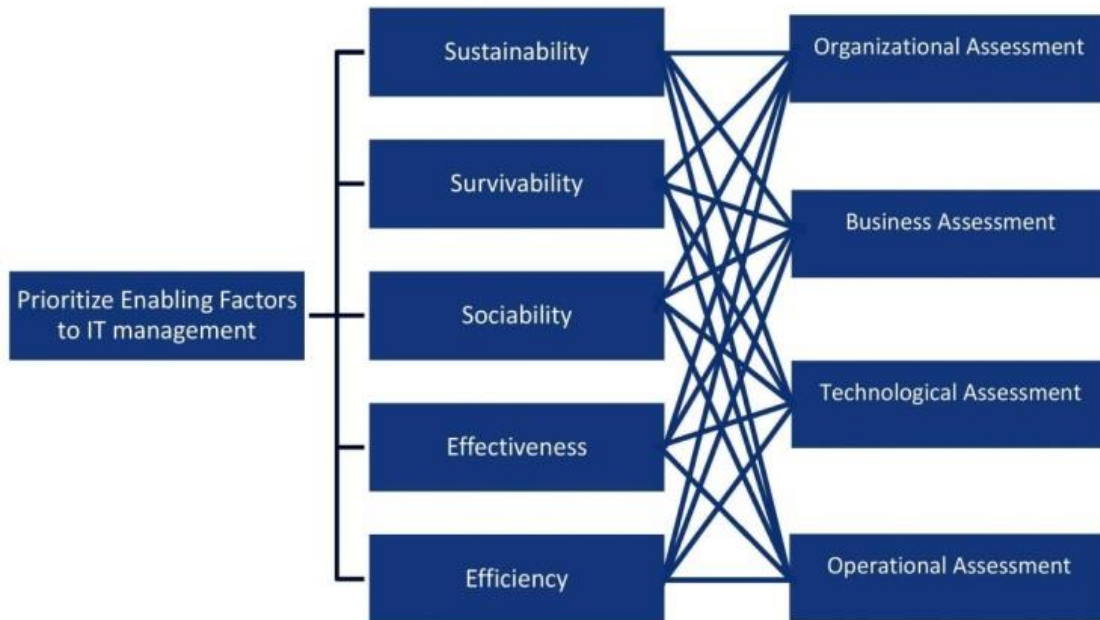 Prioritize Enabling Factors
to IT management
Sustainability
Survivability
Sociability
Effectiveness
Efficiency
Organizational Assessment
Business Assessment
Technological Assessment
Operational Assessment